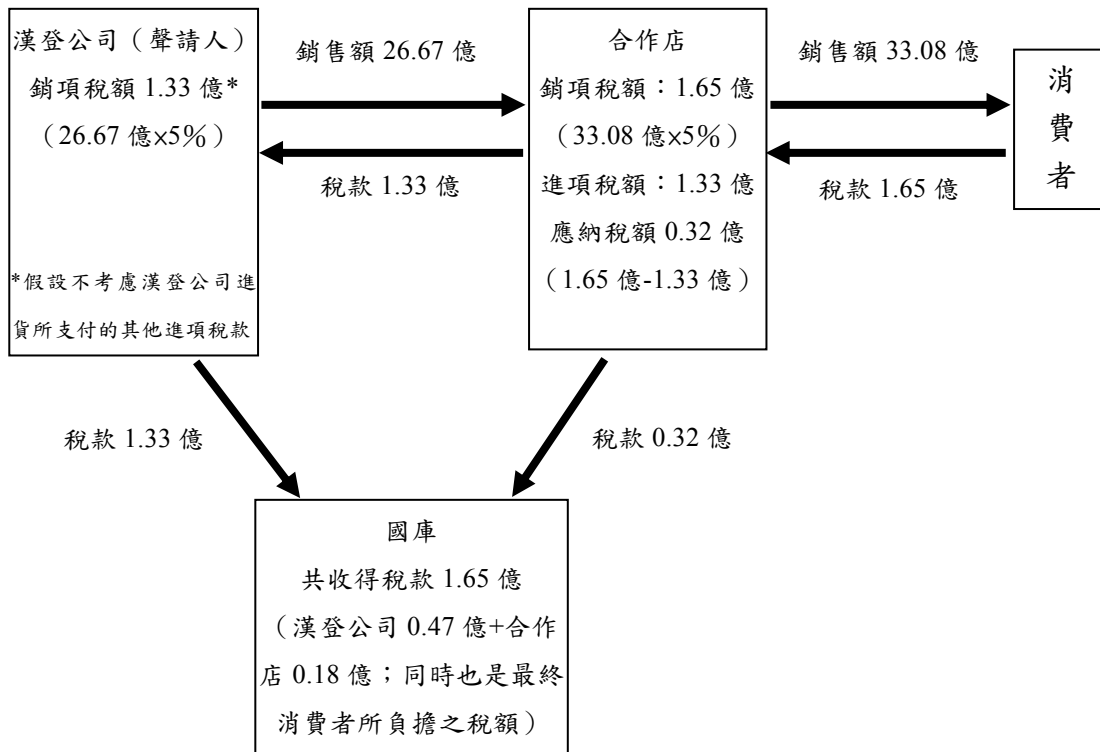 漢登公司（聲請人）
銷項稅額 1.33 億*
（26.67 億×5%）
*假設不考慮漢登公司進
貨所支付的其他進項稅款
銷售額 26.67 億
稅款 1.33 億
合作店
銷項稅額：1.65 億
（33.08 億×5%）
進項稅額：1.33 億
應納稅額 0.32 億
（1.65 億-1.33 億）
銷售額 33.08 億
稅款 1.65 億
消
費
者
稅款 1.33 億
稅款 0.32 億
國庫
共收得稅款 1.65 億
（漢登公司 0.47 億+合作
店 0.18 億；同時也是最終
消費者所負擔之稅額）